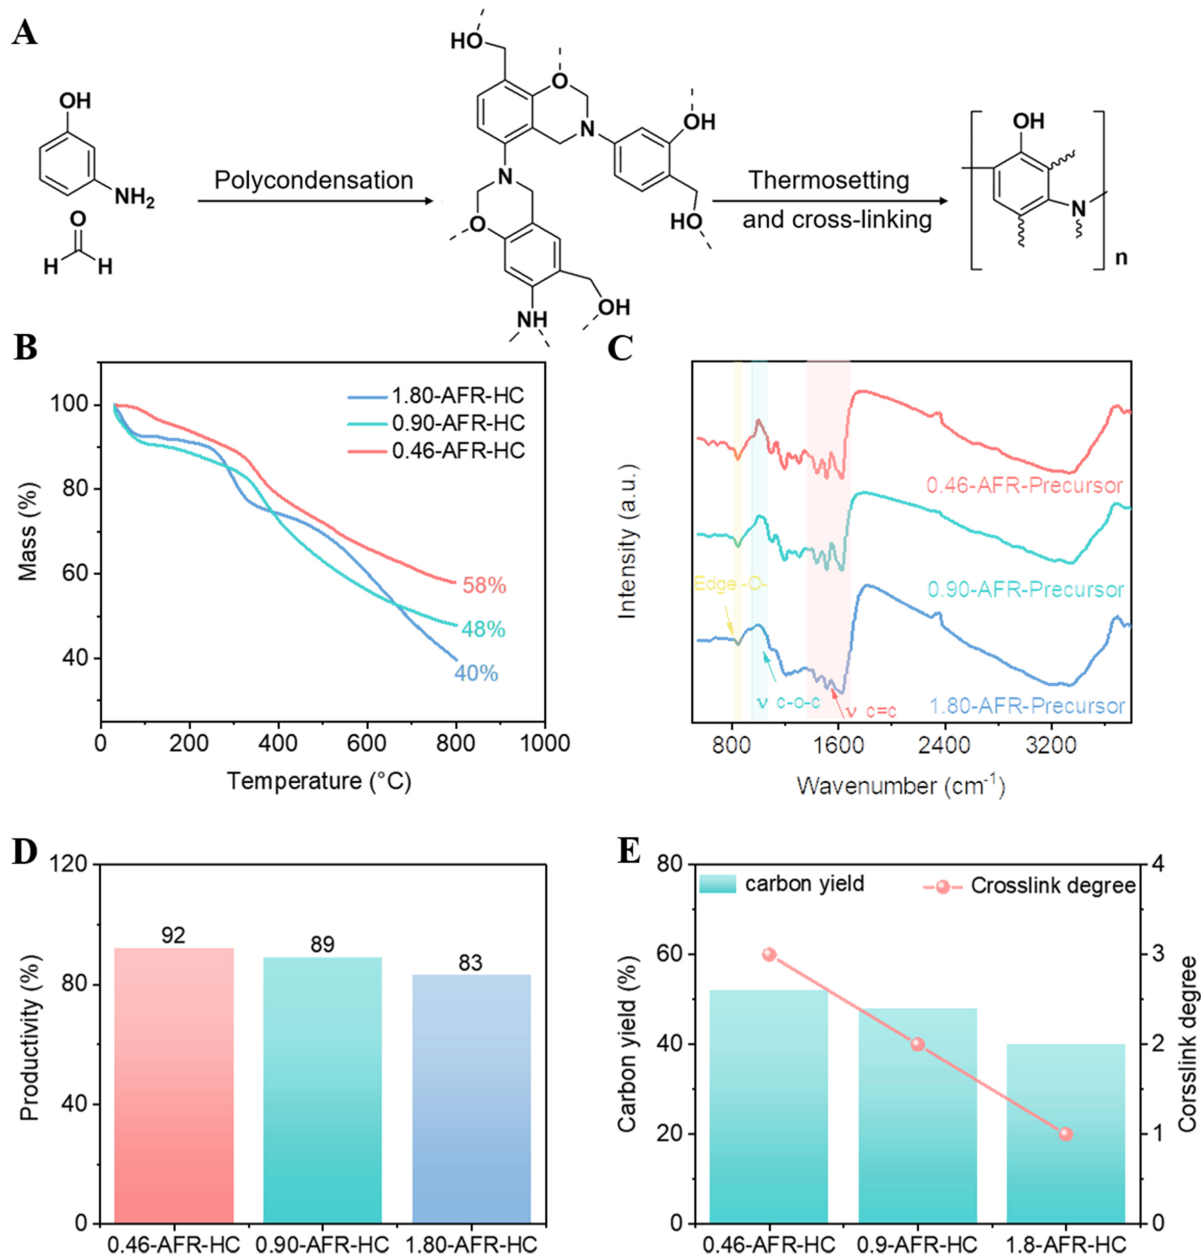 A
HO
O
OH
N
OH
NH₂
O
H H
Polycondensation
N
O
HO
OH
NH
Thermosetting
and cross-linking
OH
N
n
B
1.80-AFR-HC
0.90-AFR-HC
0.46-AFR-HC
58%
48%
40%
100
80
60
40
0 200 400 600 800 1000
Mass (%)
Temperature (°C)
C
0.46-AFR-Precursor
0.90-AFR-Precursor
Edge -O-
ν c-o-c
ν c=c
1.80-AFR-Precursor
800 1600 2400 3200
Intensity (a.u.)
Wavenumber (cm⁻¹)
D
120
80
40
0
92
89
83
0.46-AFR-HC 0.90-AFR-HC 1.80-AFR-HC
Productivity (%)
E
carbon yield
Crosslink degree
80
60
40
20
0
4
3
2
1
0
0.46-AFR-HC 0.9-AFR-HC 1.8-AFR-HC
Carbon yield (%)
Corsslink degree